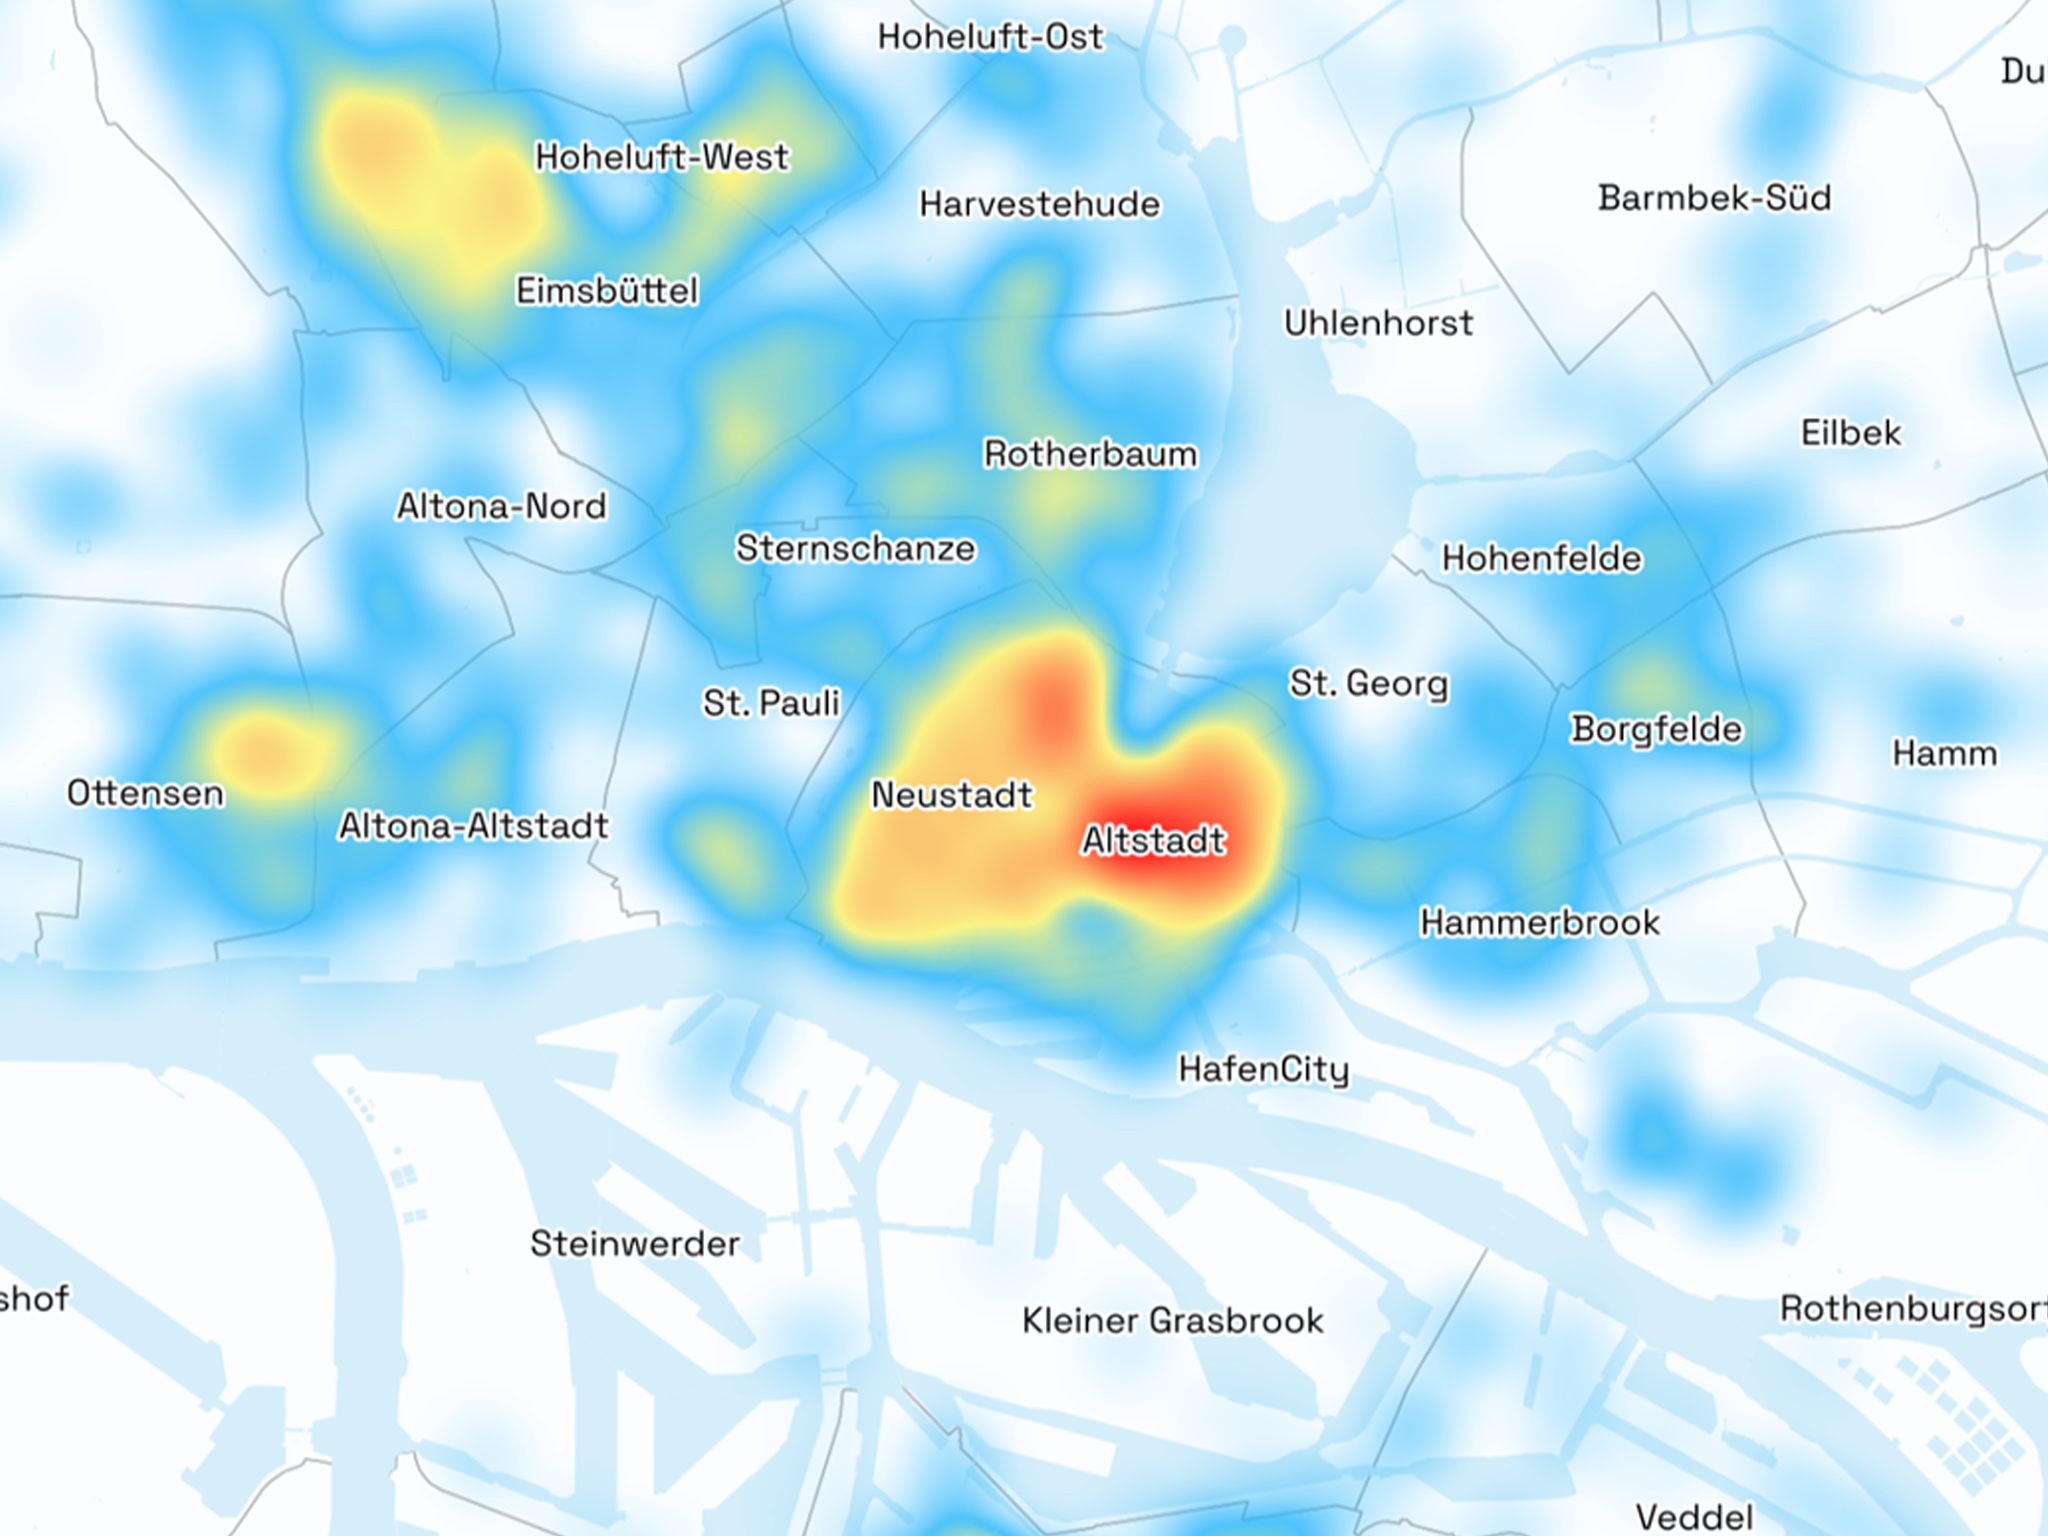 Hoheluft-Ost
Du
Hoheluft-West
Harvestehude
Barmbek-Süd
Eimsbüttel
Uhlenhorst
Eilbek
Rotherbaum
Altona-Nord
Sternschanze
Hohenfelde
St. Georg
St. Pauli
Borgfelde
Hamm
Ottensen
Neustadt
Altona-Altstadt
Altstadt
Hammerbrook
HafenCity
Steinwerder
shof
Kleiner Grasbrook
Rothenburgsort
Veddel